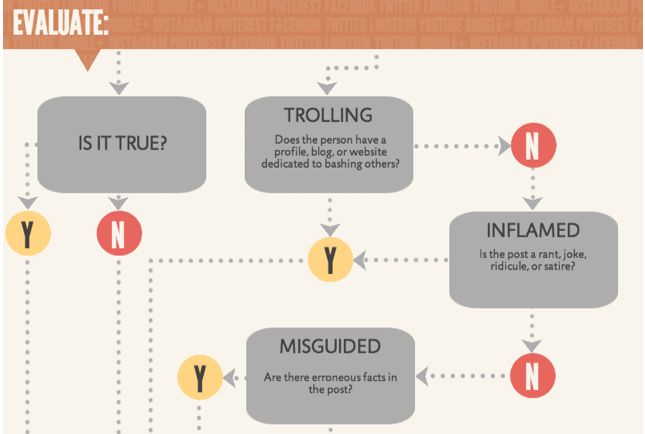 EVALUATE:
IS IT TRUE?
TROLLING
Does the person have a
profile, blog, or website
dedicated to bashing others?
N
Y
N
INFLAMED
Is the post a rant, joke,
ridicule, or satire?
Y
MISGUIDED
Are there erroneous facts in
the post?
Y
N